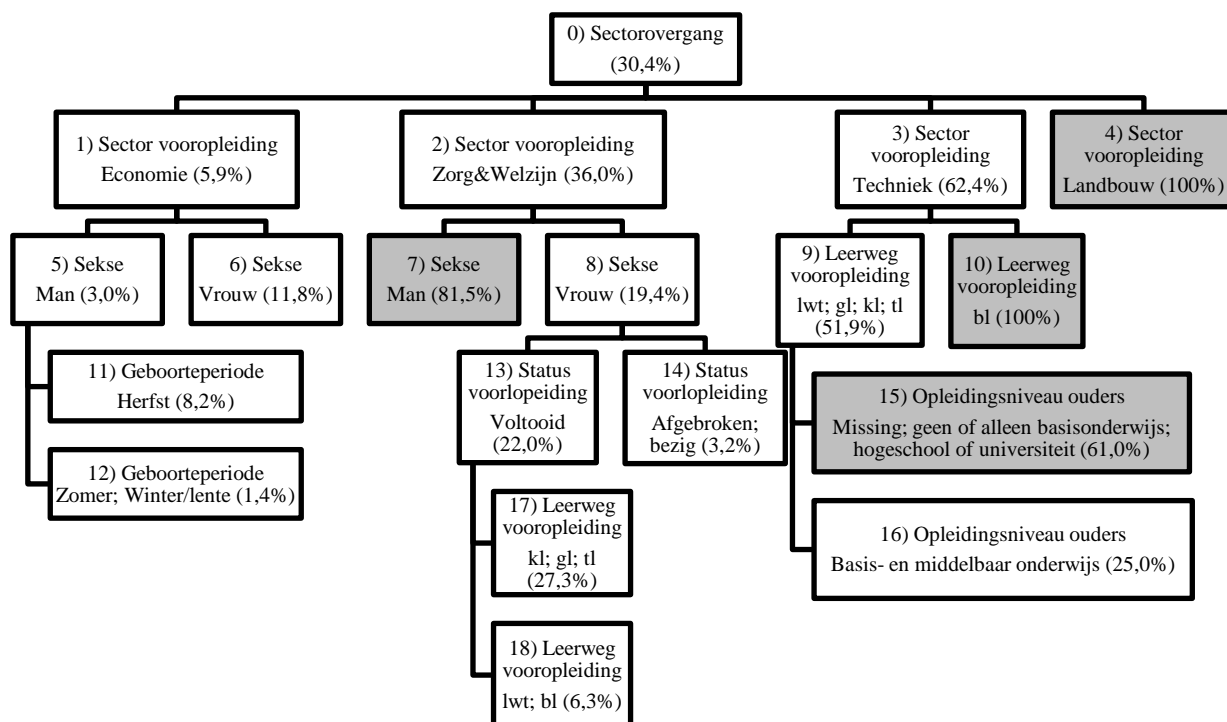 0) Sectorovergang
(30,4%)
1) Sector vooropleiding
Economie (5,9%)
2) Sector vooropleiding
Zorg&Welzijn (36,0%)
3) Sector
vooropleiding
Techniek (62,4%)
4) Sector
vooropleiding
Landbouw (100%)
5) Sekse
Man (3,0%)
6) Sekse
Vrouw (11,8%)
7) Sekse
Man (81,5%)
8) Sekse
Vrouw (19,4%)
9) Leerweg
vooropleiding
lwt; gl; kl; tl
(51,9%)
10) Leerweg
vooropleiding
bl (100%)
11) Geboorteperiode
Herfst (8,2%)
12) Geboorteperiode
Zomer; Winter/lente (1,4%)
13) Status
voorlopeiding
Voltooid
(22,0%)
14) Status
voorlopleiding
Afgebroken;
bezig (3,2%)
15) Opleidingsniveau ouders
Missing; geen of alleen basisonderwijs;
hogeschool of universiteit (61,0%)
16) Opleidingsniveau ouders
Basis- en middelbaar onderwijs (25,0%)
17) Leerweg
vooropleiding
kl; gl; tl
(27,3%)
18) Leerweg
vooropleiding
lwt; bl (6,3%)